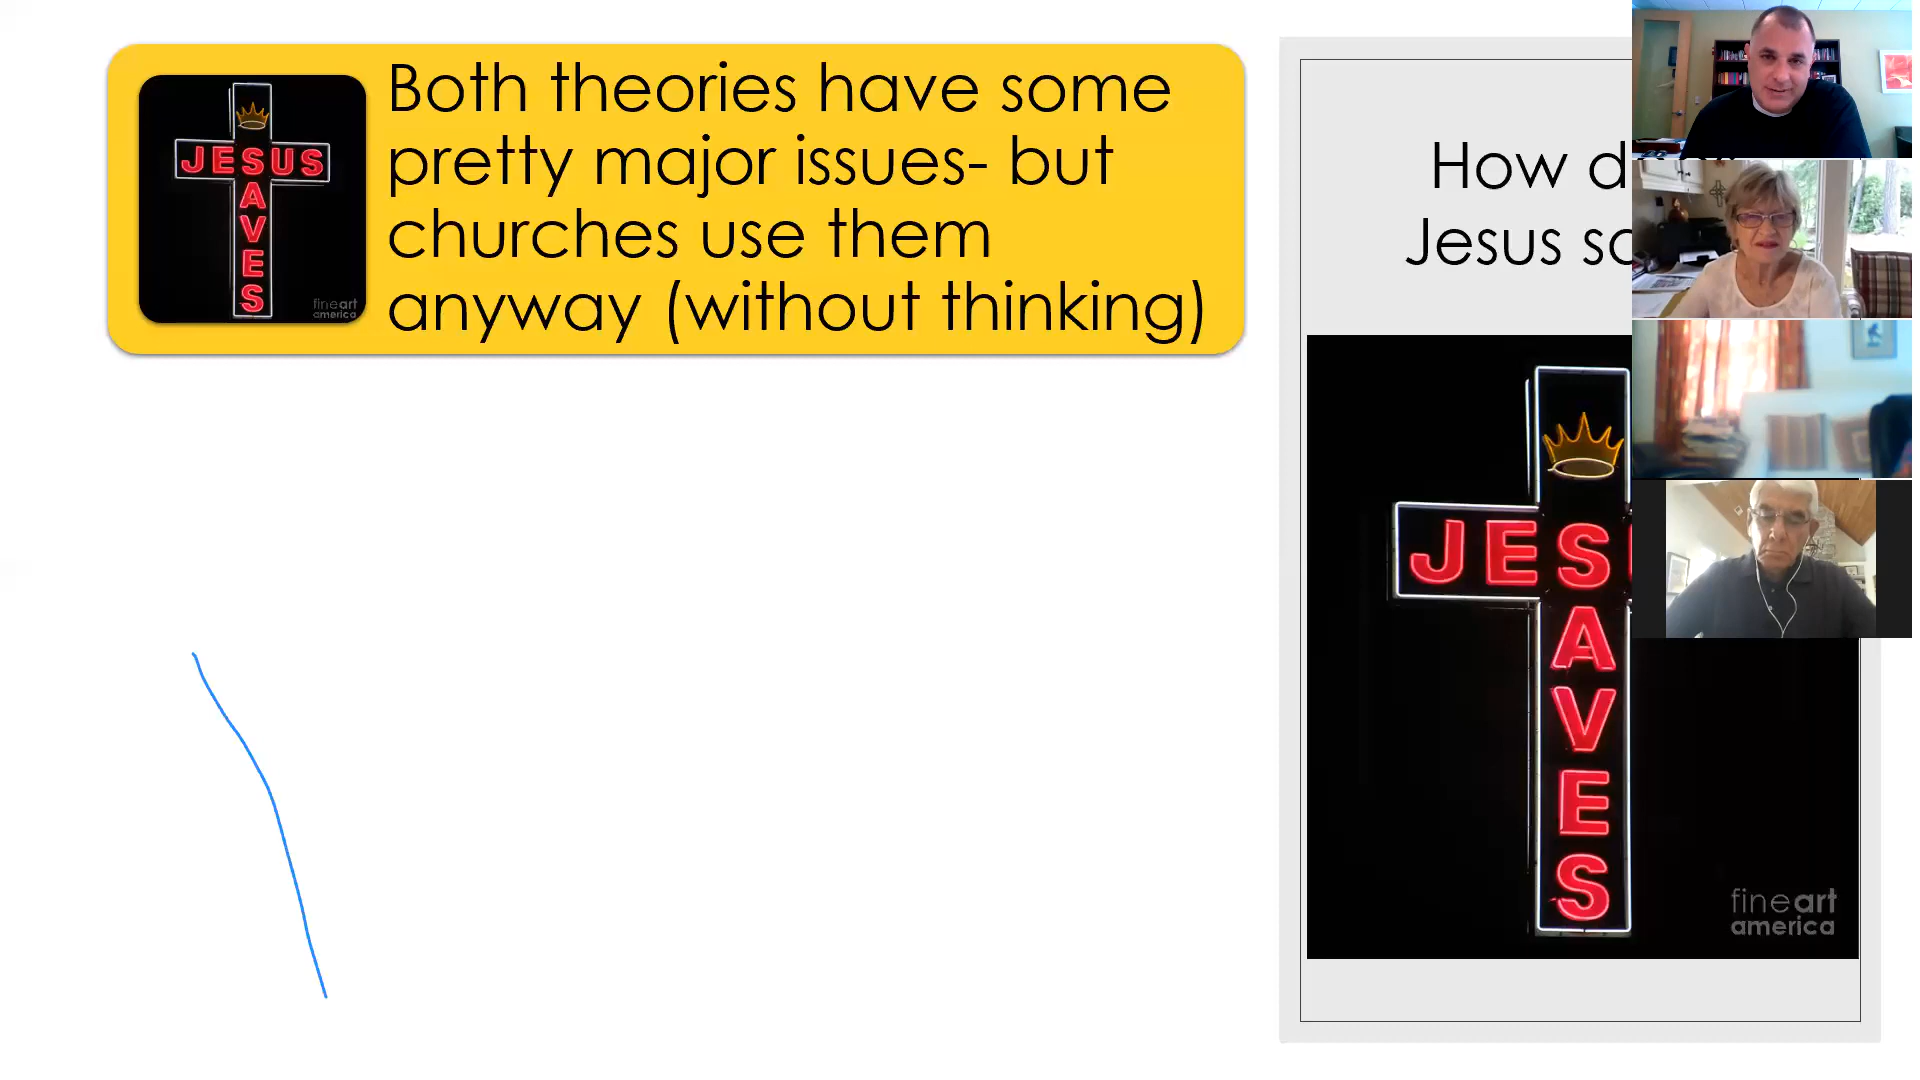 Both theories have some
pretty major issues- but
churches use them
anyway (without thinking)
JESUS
SAVES
fineart
america
How d
Jesus
JES
SAVES
fineart
america